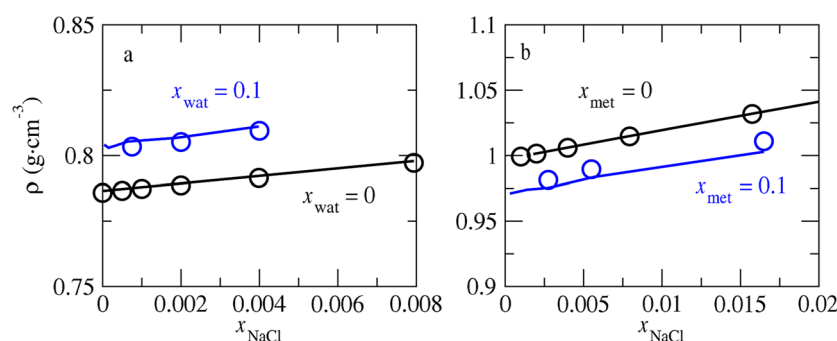 0.85
a
x_wat = 0.1
0.8
x_wat = 0
0.75
ρ (g·cm⁻³)
0
0.002
0.004
0.006
0.008
x_NaCl
1.1
b
x_met = 0
1.05
1
x_met = 0.1
0.95
0.9
0
0.005
0.01
0.015
0.02
x_NaCl